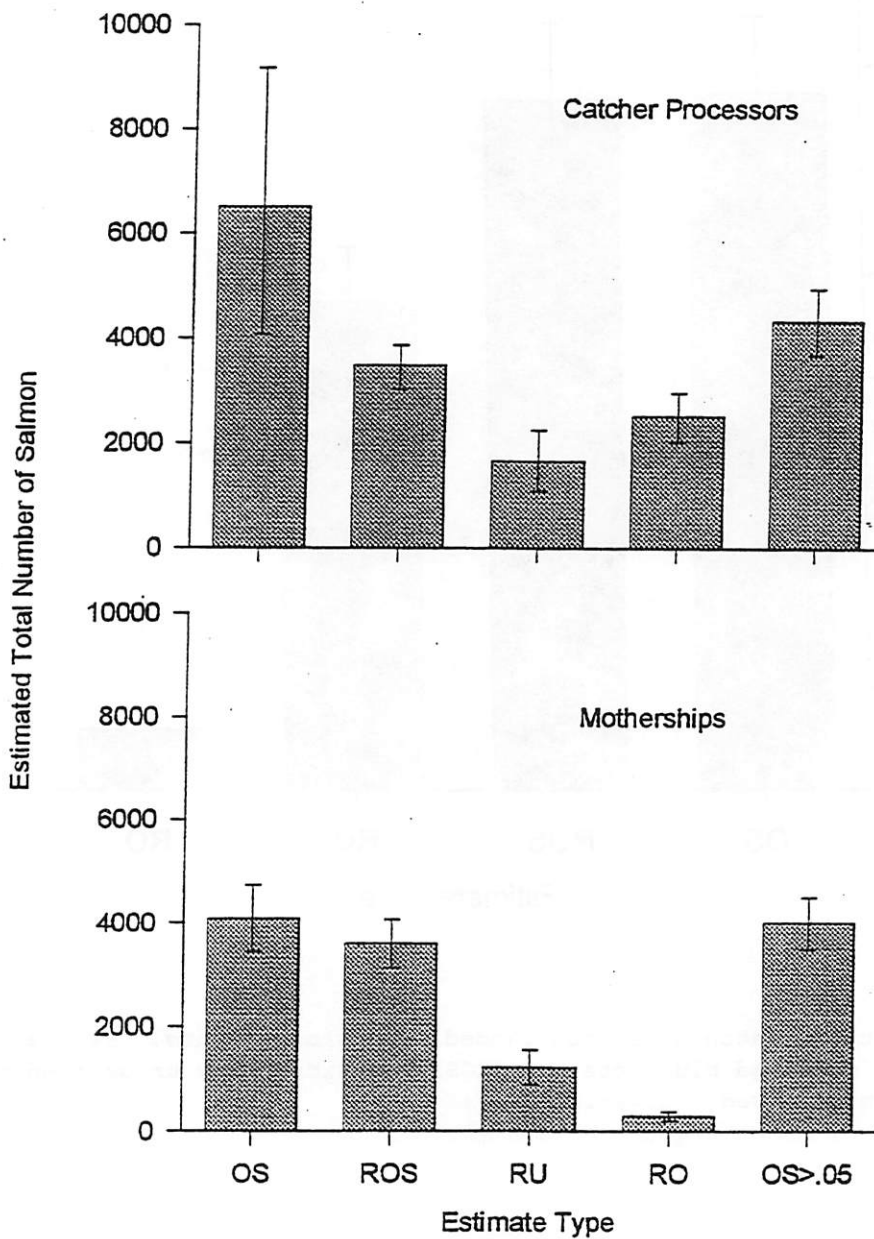 Estimated Total Number of Salmon
10000
8000
6000
4000
2000
0
Catcher Processors
10000
8000
6000
4000
2000
0
Motherships
OS ROS RU RO OS>.05
Estimate Type